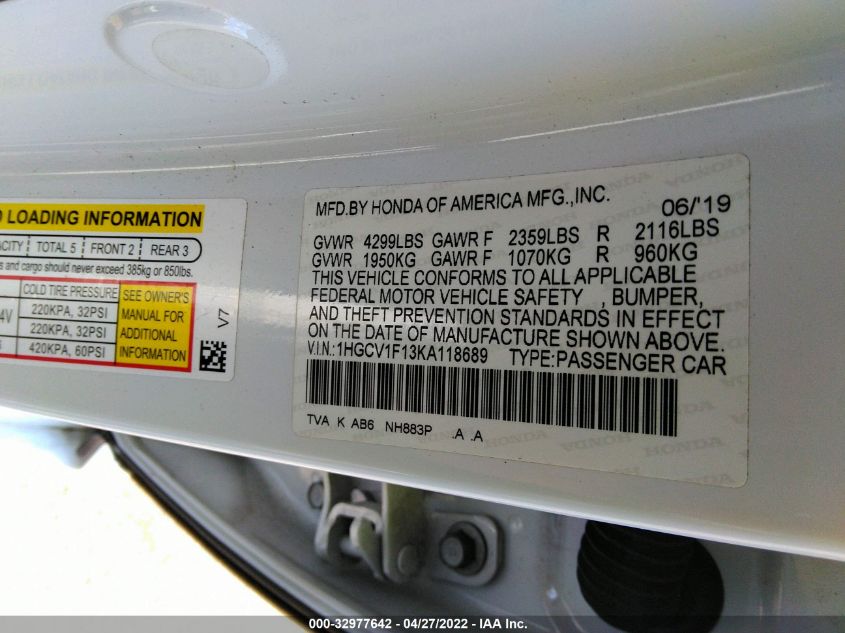 LOADING INFORMATION
TOTAL 5 FRONT 2 REAR 3
and cargo should never exceed 385kg or 850lbs.
COLD TIRE PRESSURE
220KPA, 32PSI
220KPA, 32PSI
420KPA, 60PSI
SEE OWNER'S
MANUAL FOR
ADDITIONAL
INFORMATION
V7
MFD.BY HONDA OF AMERICA MFG.,INC. 06/'19
GVWR 4299LBS GAWR F 2359LBS R 2116LBS
GVWR 1950KG GAWR F 1070KG R 960KG
THIS VEHICLE CONFORMS TO ALL APPLICABLE
FEDERAL MOTOR VEHICLE SAFETY , BUMPER,
AND THEFT PREVENTION STANDARDS IN EFFECT
ON THE DATE OF MANUFACTURE SHOWN ABOVE.
V.I.N.:1HGCV1F13KA118689 TYPE:PASSENGER CAR
TVA K AB6 NH883P .A .A
000-32977642 / 04/27/2022 - IAA Inc.